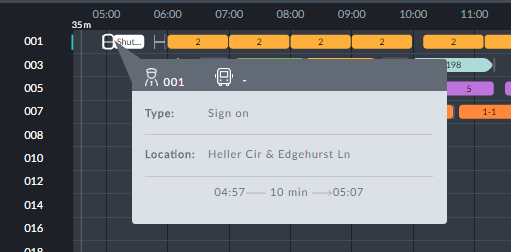 05:00 06:00 07:00 08:00 09:00 10:00 11:00
35m
001 Shut... 2 2 2 2 2
003 198
005 5
007 1-1
008
010
012
014
018
001 -
Type: Sign on
Location: Heller Cir & Edgehurst Ln
04:57 10 min 05:07